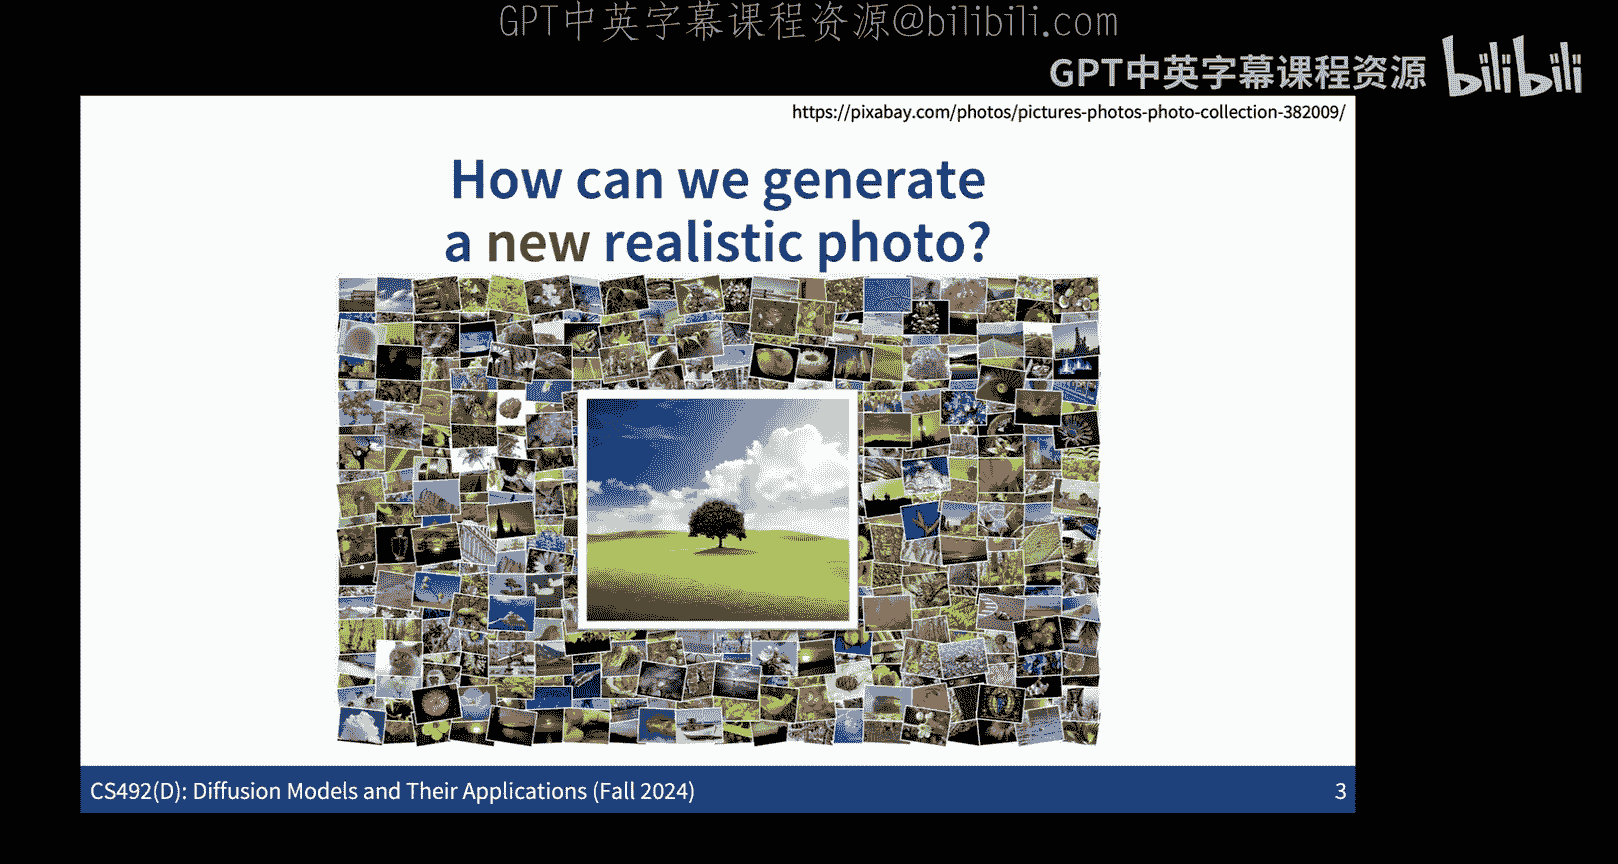 GPT中英字幕课程资源@bilibili.com
GPT中英字幕课程资源 bilibili
https://pixabay.com/photos/pictures-photos-photo-collection-382009/
How can we generate
a new realistic photo?
CS492(D): Diffusion Models and Their Applications (Fall 2024)
3